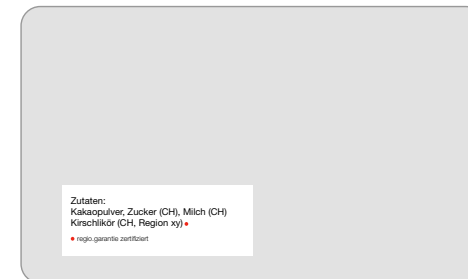 Zutaten:
Kakaopulver, Zucker (CH), Milch (CH)
Kirschlikör (CH, Region xy) •
• regio.garantie zertifiziert